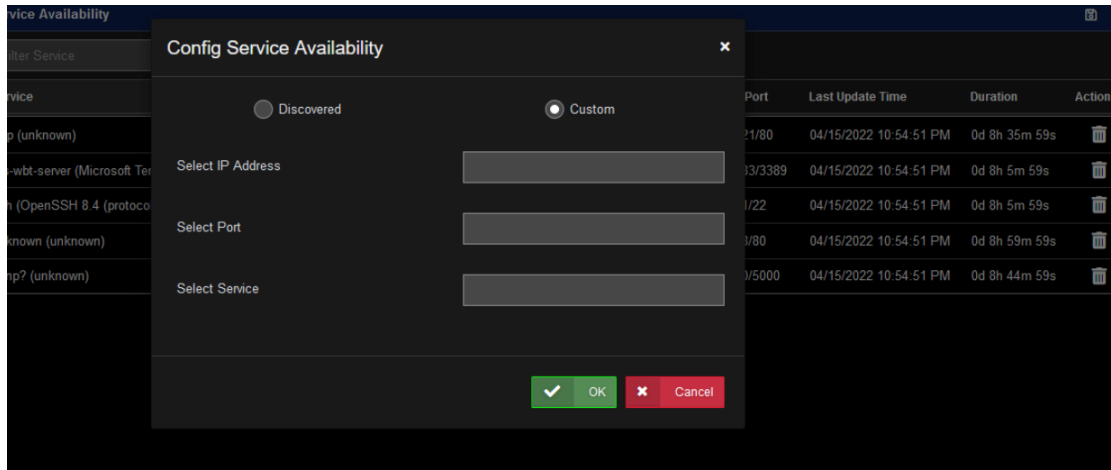 rvice Availability
Config Service Availability
ilter Service
Discovered
Custom
rvice
Port
Last Update Time
Duration
Action
p (unknown)
21/80
04/15/2022 10:54:51 PM
0d 8h 35m 59s
Select IP Address
s-wbt-server (Microsoft Ter
33/3389
04/15/2022 10:54:51 PM
0d 8h 5m 59s
h (OpenSSH 8.4 (protoco
/22
04/15/2022 10:54:51 PM
0d 8h 5m 59s
Select Port
known (unknown)
/80
04/15/2022 10:54:51 PM
0d 8h 59m 59s
np? (unknown)
/5000
04/15/2022 10:54:51 PM
0d 8h 44m 59s
Select Service
OK
Cancel